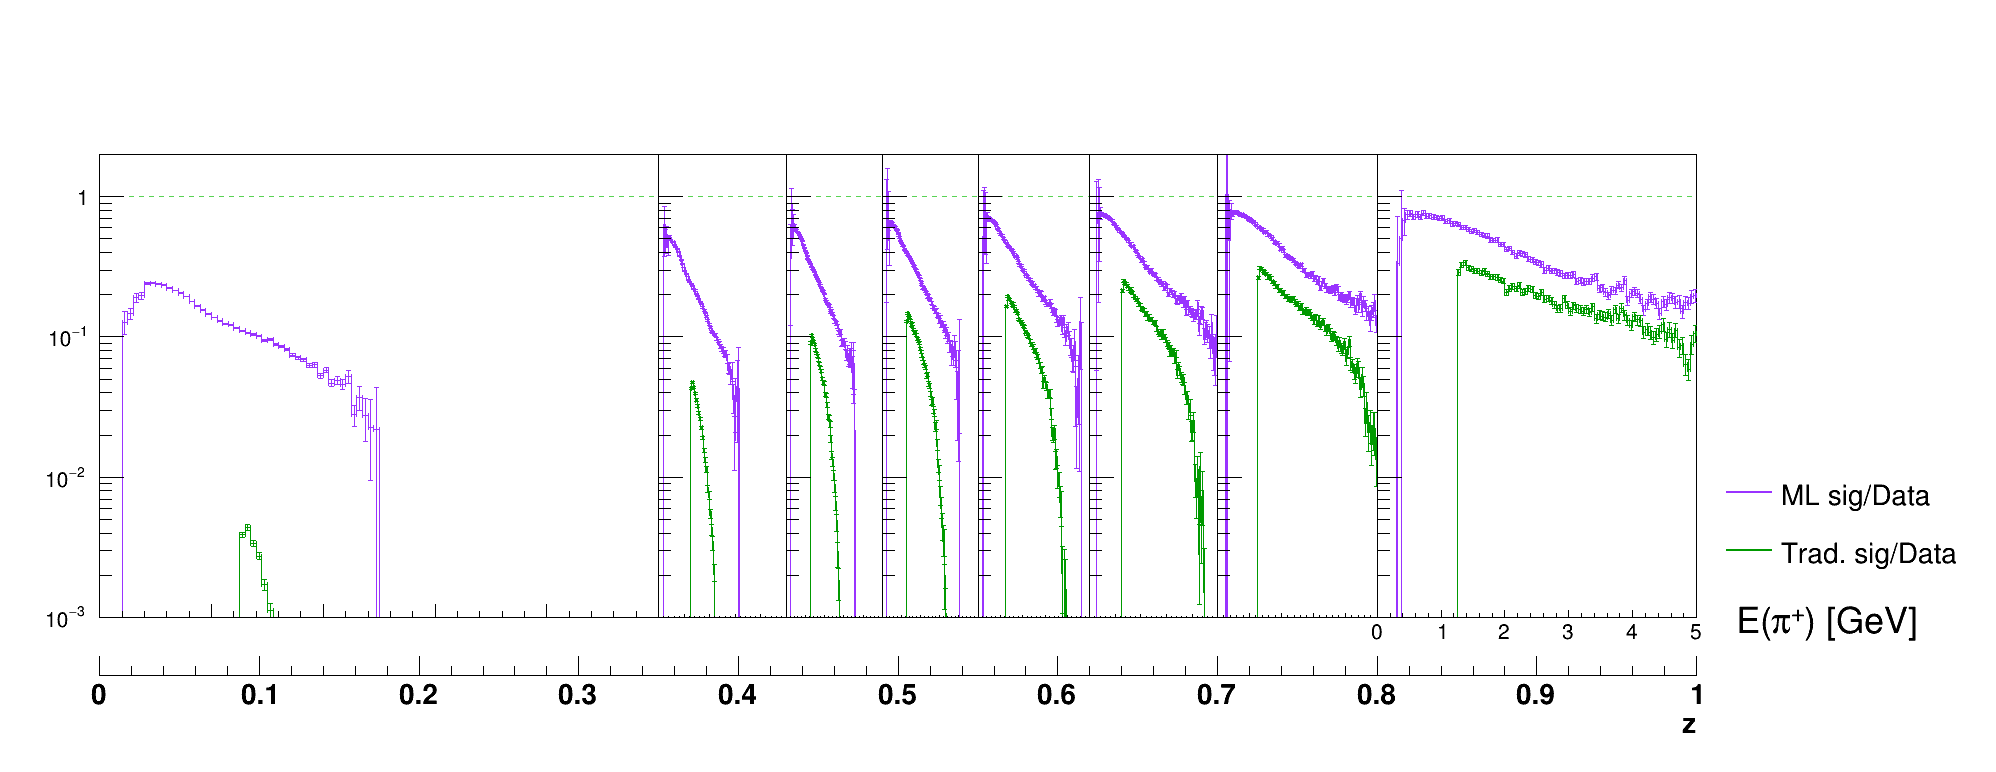 1
10⁻¹
10⁻²
10⁻³
ML sig/Data
Trad. sig/Data
E(π⁺) [GeV]
0 1 2 3 4 5
0 0.1 0.2 0.3 0.4 0.5 0.6 0.7 0.8 0.9 1
z